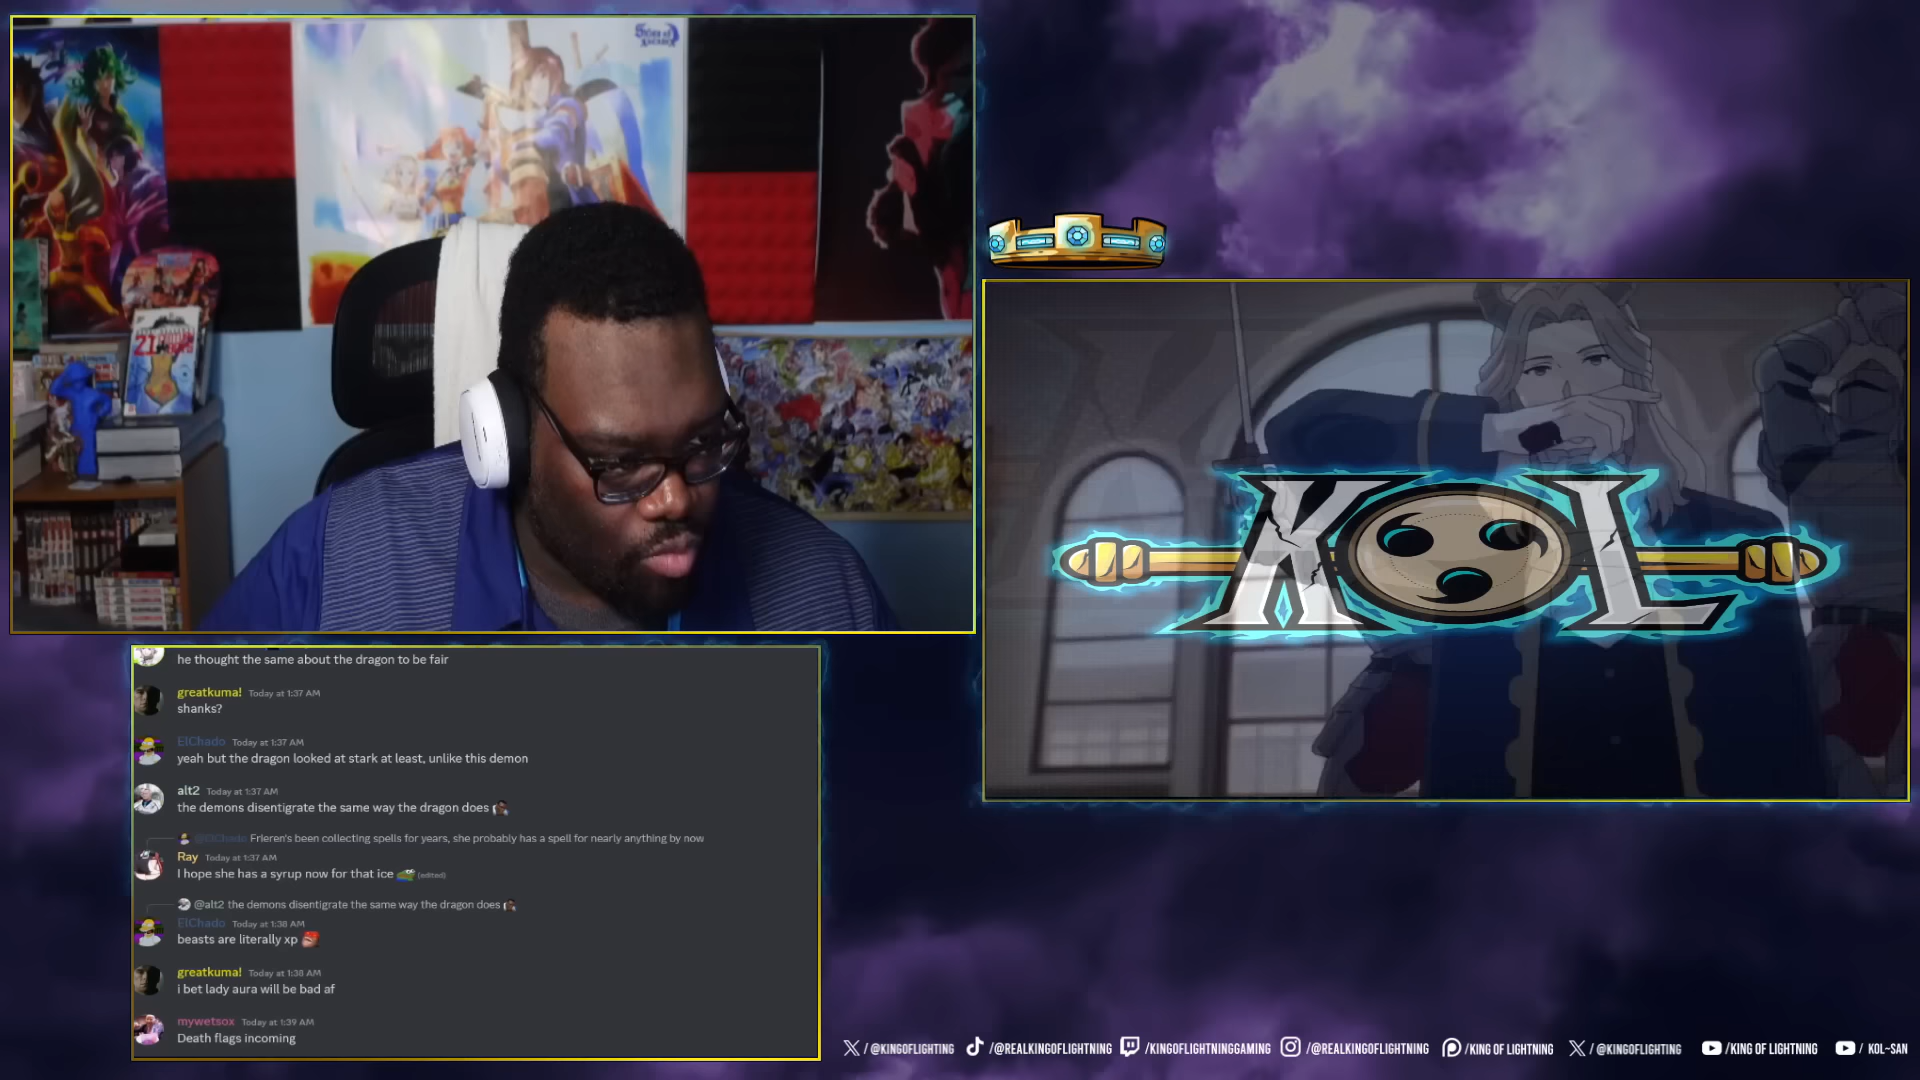 Skies of
Arcadia
21
KOL
he thought the same about the dragon to be fair
greatkuma! Today at 1:37 AM
shanks?
ElChado Today at 1:37 AM
yeah but the dragon looked at stark at least, unlike this demon
alt2 Today at 1:37 AM
the demons disentigrate the same way the dragon does
@ElChado Frieren's been collecting spells for years, she probably has a spell for nearly anything by now
Ray Today at 1:37 AM
I hope she has a syrup now for that ice (edited)
@alt2 the demons disentigrate the same way the dragon does
ElChado Today at 1:38 AM
beasts are literally xp
greatkuma! Today at 1:38 AM
i bet lady aura will be bad af
mywetsox Today at 1:39 AM
Death flags incoming
/ @KINGOFLIGHTING /@REALKINGOFLIGHTNING /KINGOFLIGHTNINGGAMING /@REALKINGOFLIGHTNING /KING OF LIGHTNING / @KINGOFLIGHTING /KING OF LIGHTNING / KOL-SAN